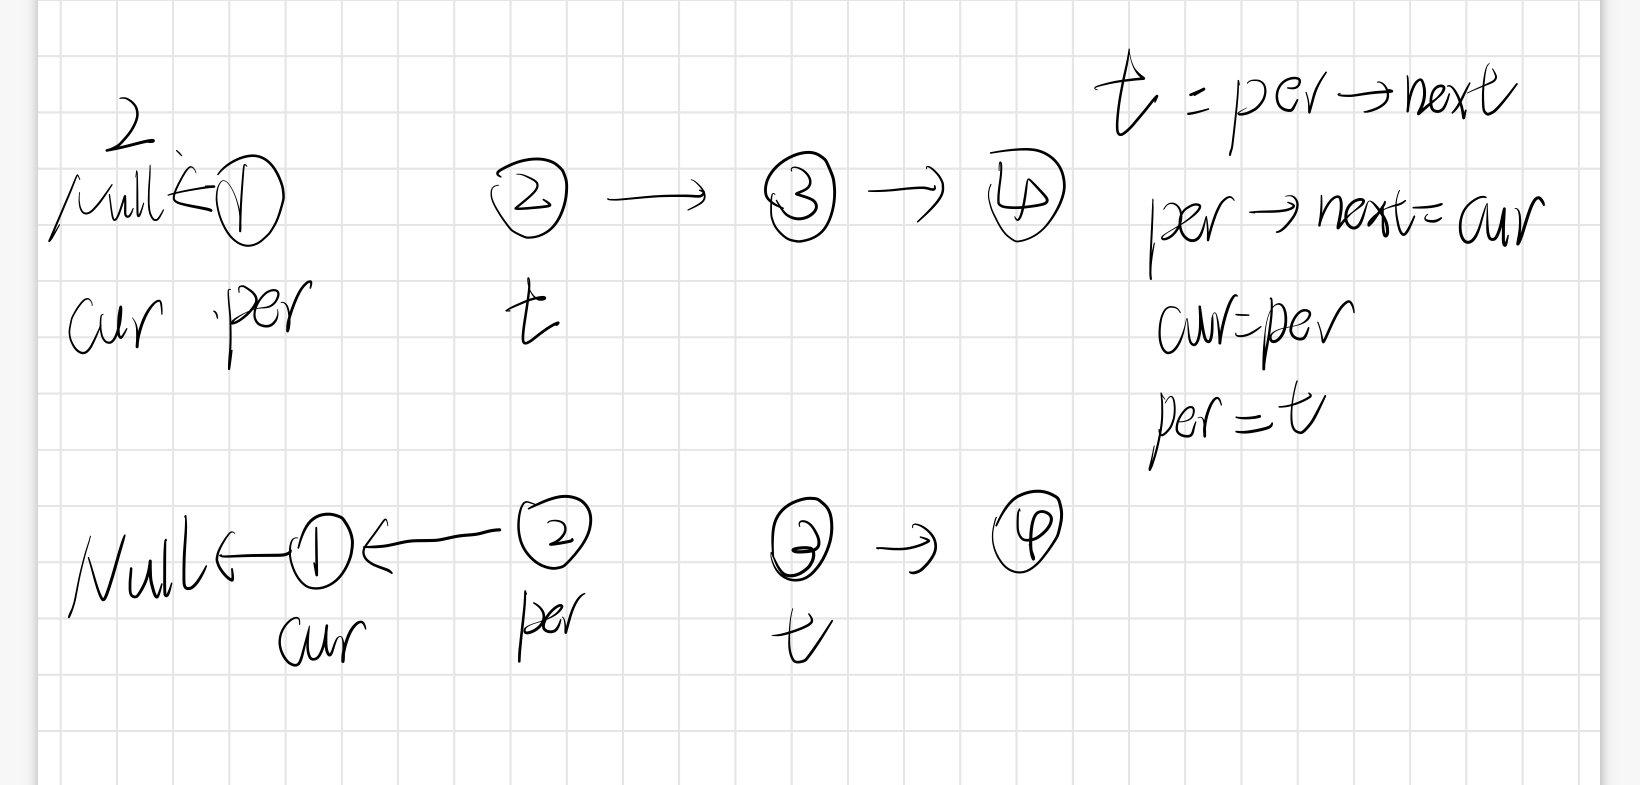 2
t = per→next
Null ← ① ② → ③ → ④
per→next = cur
cur per t
cur=per
per = t
Null ← ① ← ② ③ → ④
cur per t